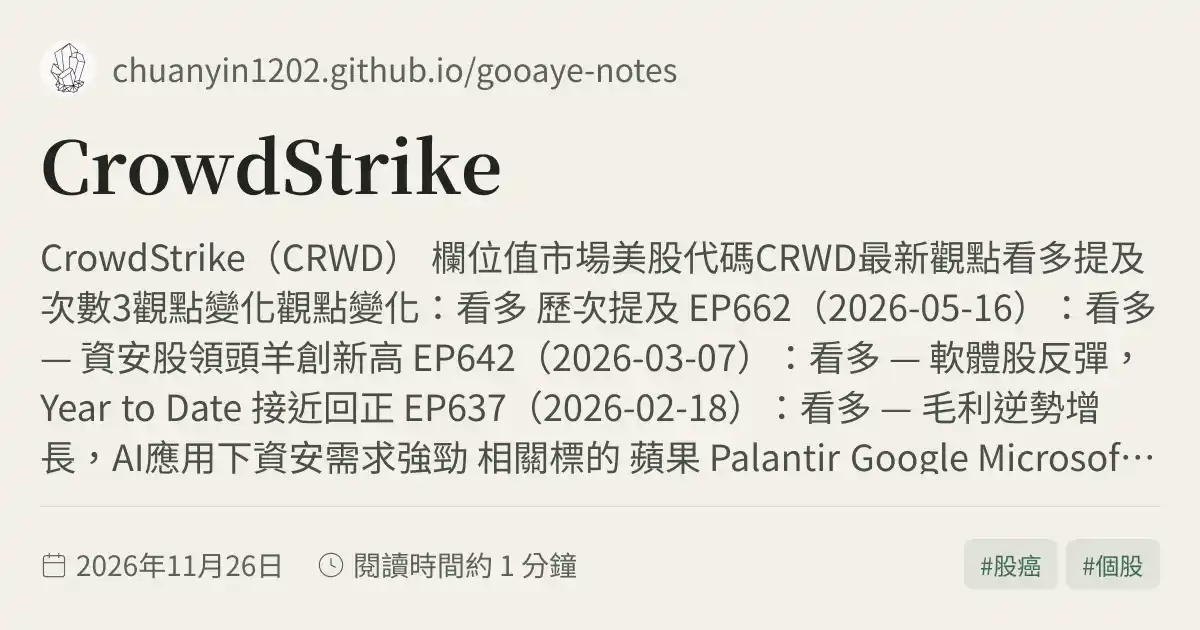 chuanyin1202.github.io/gooaye-notes
CrowdStrike
CrowdStrike（CRWD） 欄位值市場美股代碼CRWD最新觀點看多提及
次數3觀點變化觀點變化：看多 歷次提及 EP662（2026-05-16）：看多
— 資安股領頭羊創新高 EP642（2026-03-07）：看多 — 軟體股反彈，
Year to Date 接近回正 EP637（2026-02-18）：看多 — 毛利逆勢增
長，AI應用下資安需求強勁 相關標的 蘋果 Palantir Google Microsof…
2026年11月26日 閱讀時間約 1 分鐘 #股癌 #個股